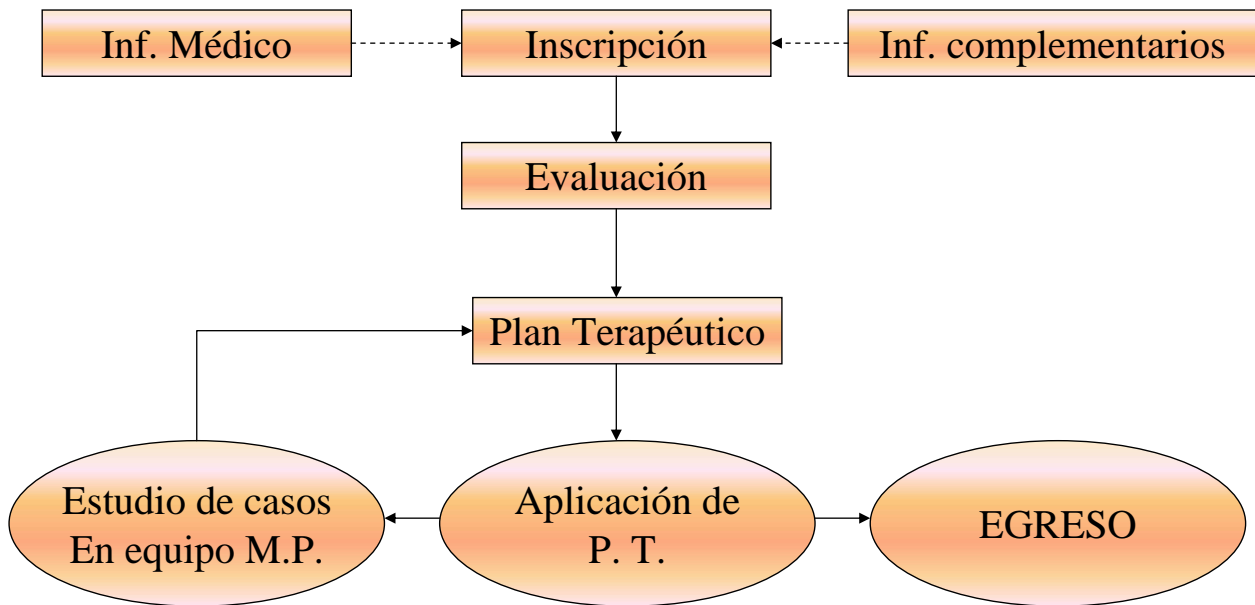 Inf. Médico
Inscripción
Inf. complementarios
Evaluación
Plan Terapéutico
Estudio de casos
En equipo M.P.
Aplicación de
P. T.
EGRESO